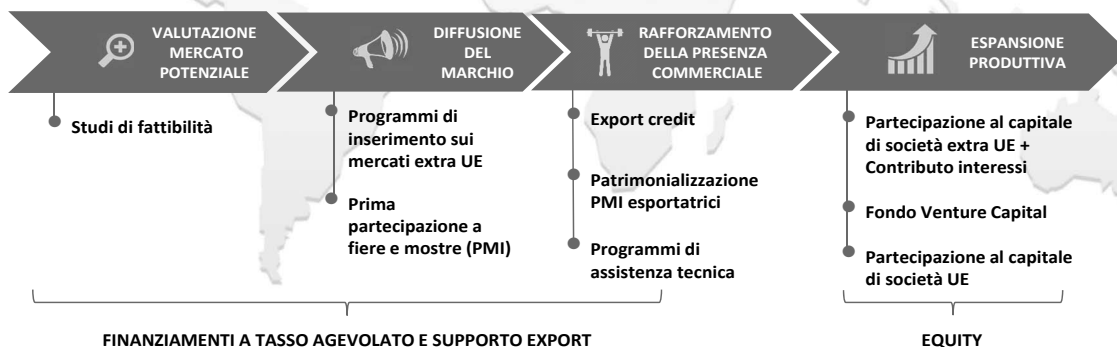 VALUTAZIONE
MERCATO
POTENZIALE
DIFFUSIONE
DEL
MARCHIO
RAFFORZAMENTO
DELLA PRESENZA
COMMERCIALE
ESPANSIONE
PRODUTTIVA
Studi di fattibilità
Programmi di
inserimento sui
mercati extra UE
Prima
partecipazione a
fiere e mostre (PMI)
Export credit
Patrimonializzazione
PMI esportatrici
Programmi di
assistenza tecnica
Partecipazione al capitale
di società extra UE +
Contributo interessi
Fondo Venture Capital
Partecipazione al capitale
di società UE
FINANZIAMENTI A TASSO AGEVOLATO E SUPPORTO EXPORT
EQUITY